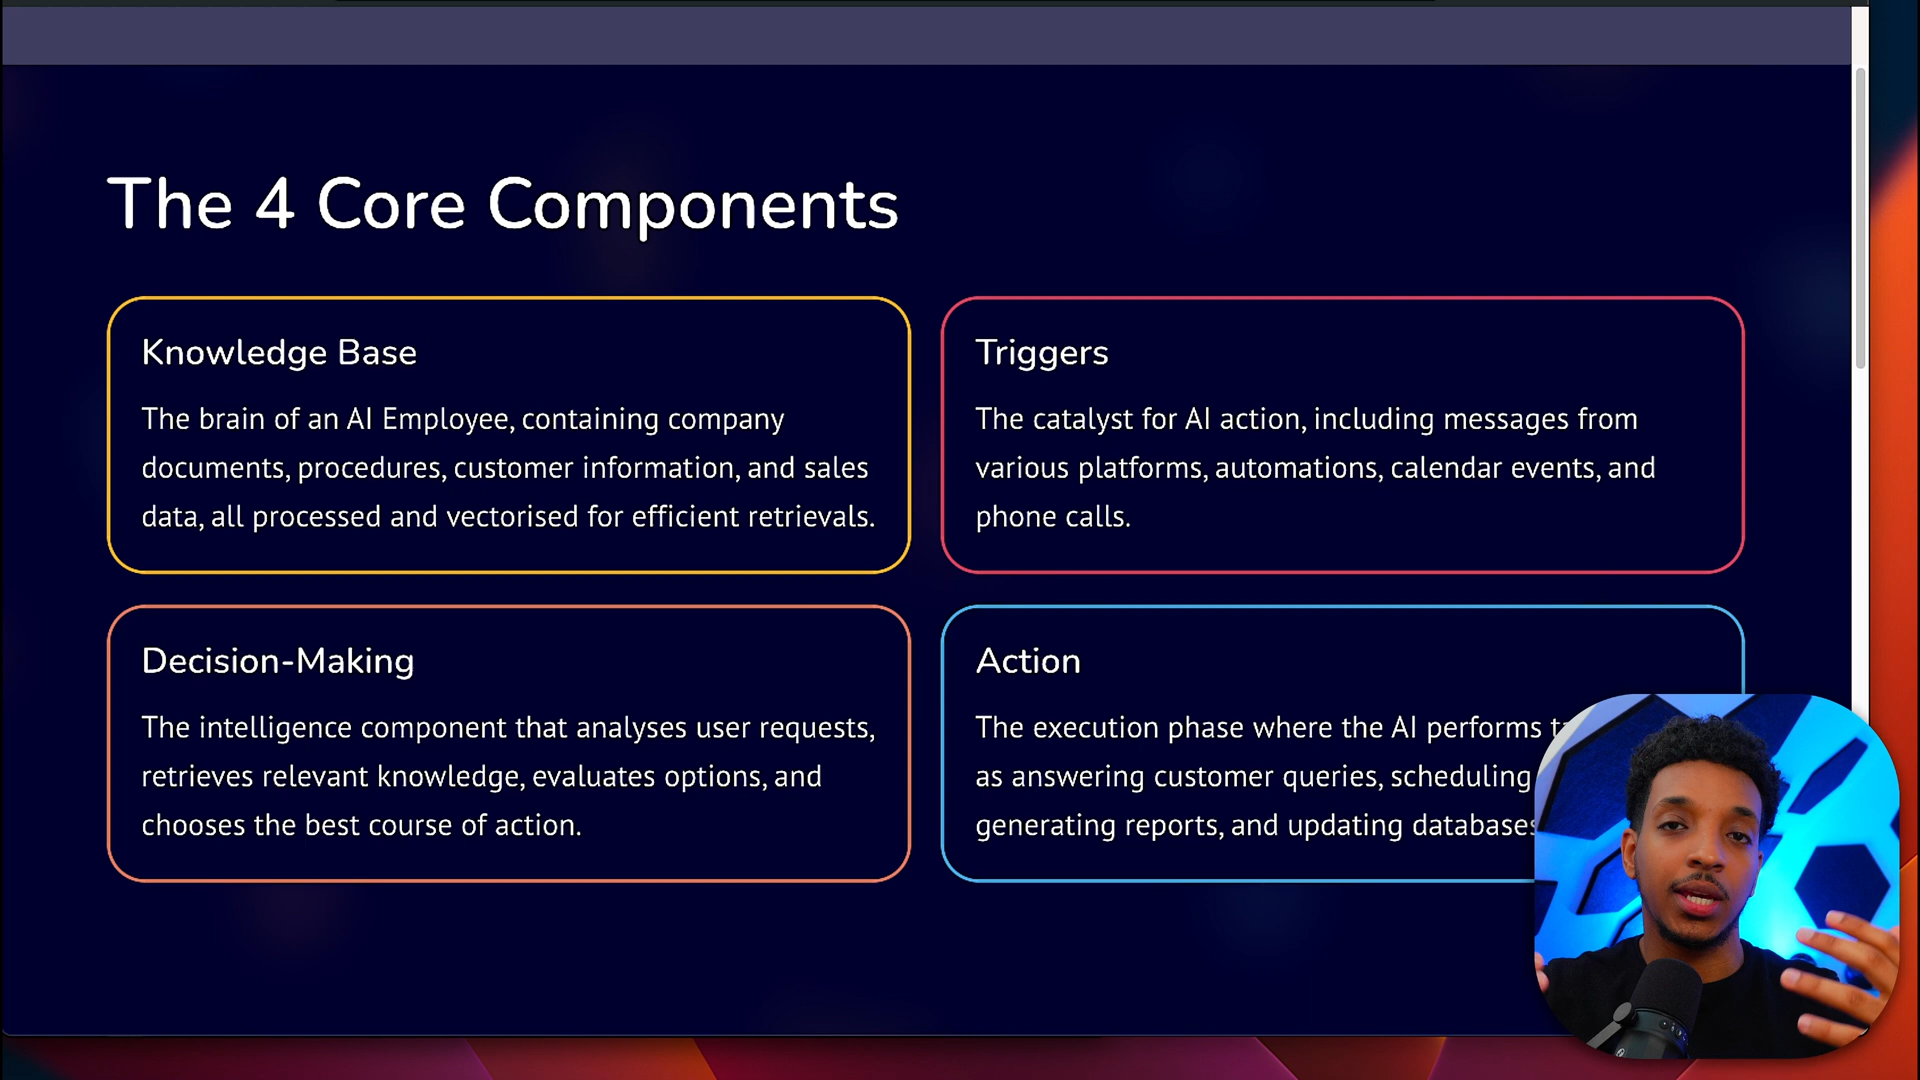 The 4 Core Components
Knowledge Base
The brain of an AI Employee, containing company
documents, procedures, customer information, and sales
data, all processed and vectorised for efficient retrievals.
Triggers
The catalyst for AI action, including messages from
various platforms, automations, calendar events, and
phone calls.
Decision-Making
The intelligence component that analyses user requests,
retrieves relevant knowledge, evaluates options, and
chooses the best course of action.
Action
The execution phase where the AI performs
as answering customer queries, scheduling
generating reports, and updating databases